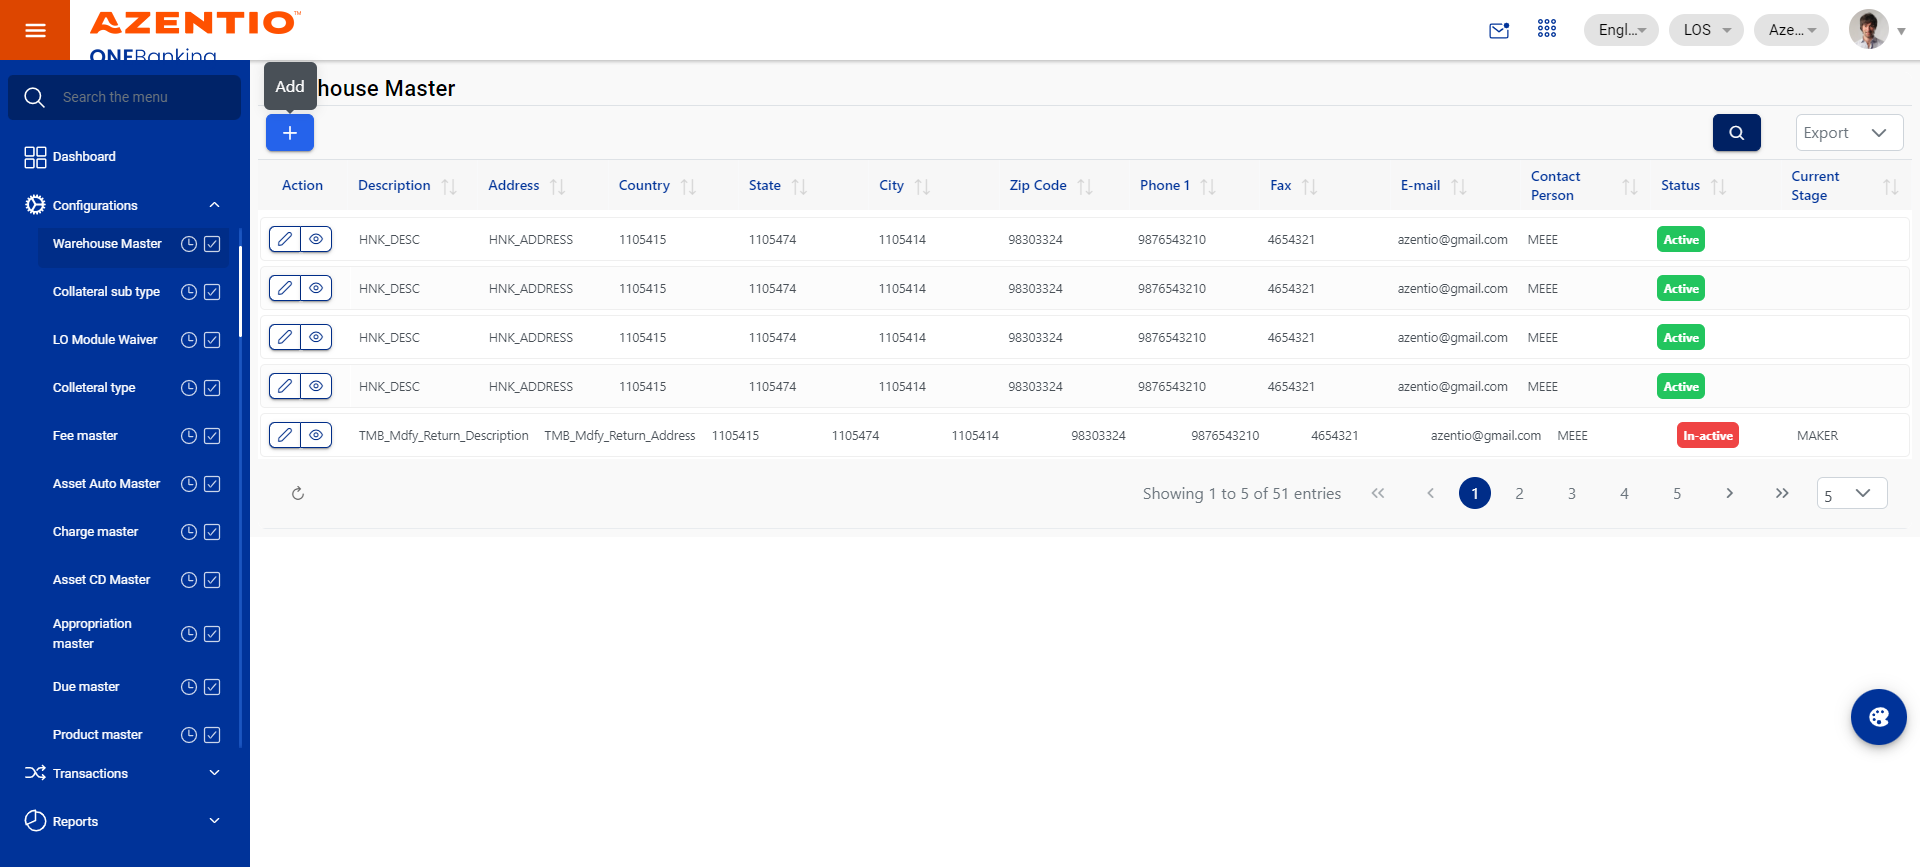 AZENTIO™
ONEBanking
Engl...
LOS
Aze...
Search the menu
Dashboard
Configurations
Warehouse Master
Collateral sub type
LO Module Waiver
Colleteral type
Fee master
Asset Auto Master
Charge master
Asset CD Master
Appropriation
master
Due master
Product master
Transactions
Reports
Add
house Master
Export
Action Description Address Country State City Zip Code Phone 1 Fax E-mail Contact Person Status Current Stage
HNK_DESC HNK_ADDRESS 1105415 1105474 1105414 98303324 9876543210 4654321 azentio@gmail.com MEEE Active
HNK_DESC HNK_ADDRESS 1105415 1105474 1105414 98303324 9876543210 4654321 azentio@gmail.com MEEE Active
HNK_DESC HNK_ADDRESS 1105415 1105474 1105414 98303324 9876543210 4654321 azentio@gmail.com MEEE Active
HNK_DESC HNK_ADDRESS 1105415 1105474 1105414 98303324 9876543210 4654321 azentio@gmail.com MEEE Active
TMB_Mdfy_Return_Description TMB_Mdfy_Return_Address 1105415 1105474 1105414 98303324 9876543210 4654321 azentio@gmail.com MEEE In-active MAKER
Showing 1 to 5 of 51 entries 1 2 3 4 5 5